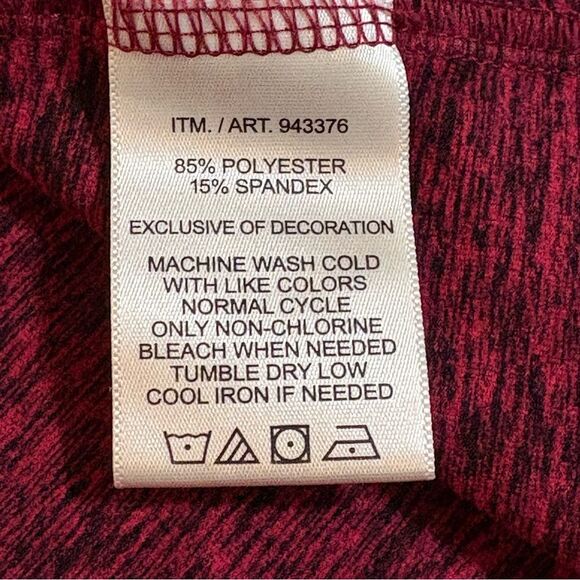 ITM. / ART. 943376
85% POLYESTER
15% SPANDEX
EXCLUSIVE OF DECORATION
MACHINE WASH COLD
WITH LIKE COLORS
NORMAL CYCLE
ONLY NON-CHLORINE
BLEACH WHEN NEEDED
TUMBLE DRY LOW
COOL IRON IF NEEDED